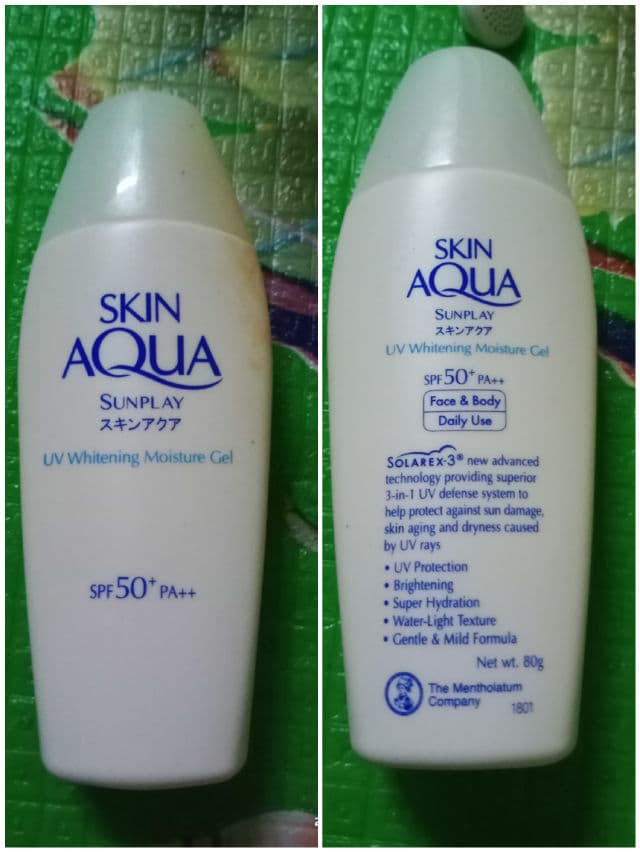 SKIN
AQUA
SUNPLAY
スキンアクア
UV Whitening Moisture Gel
SPF50+ PA++
SKIN
AQUA
SUNPLAY
スキンアクア
UV Whitening Moisture Gel
SPF50+ PA++
Face & Body
Daily Use
SOLAREX-3® new advanced
technology providing superior
3-in-1 UV defense system to
help protect against sun damage,
skin aging and dryness caused
by UV rays
• UV Protection
• Brightening
• Super Hydration
• Water-Light Texture
• Gentle & Mild Formula
Net wt. 80g
The Mentholatum
Company
1801